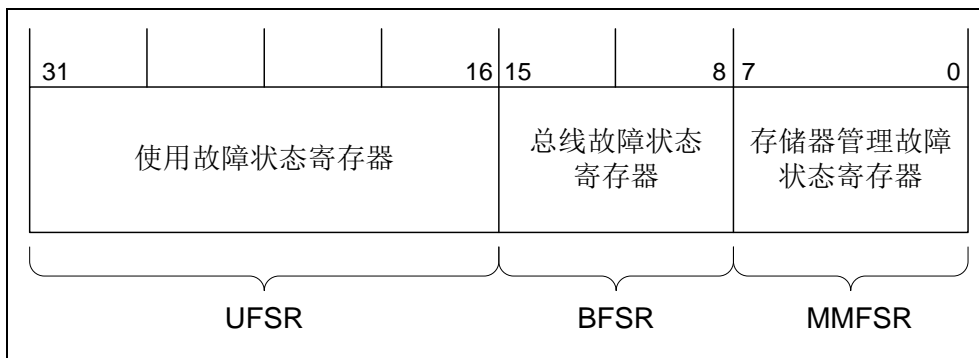 31 16 15 8 7 0
使用故障状态寄存器
总线故障状态
寄存器
存储器管理故障
状态寄存器
UFSR BFSR MMFSR